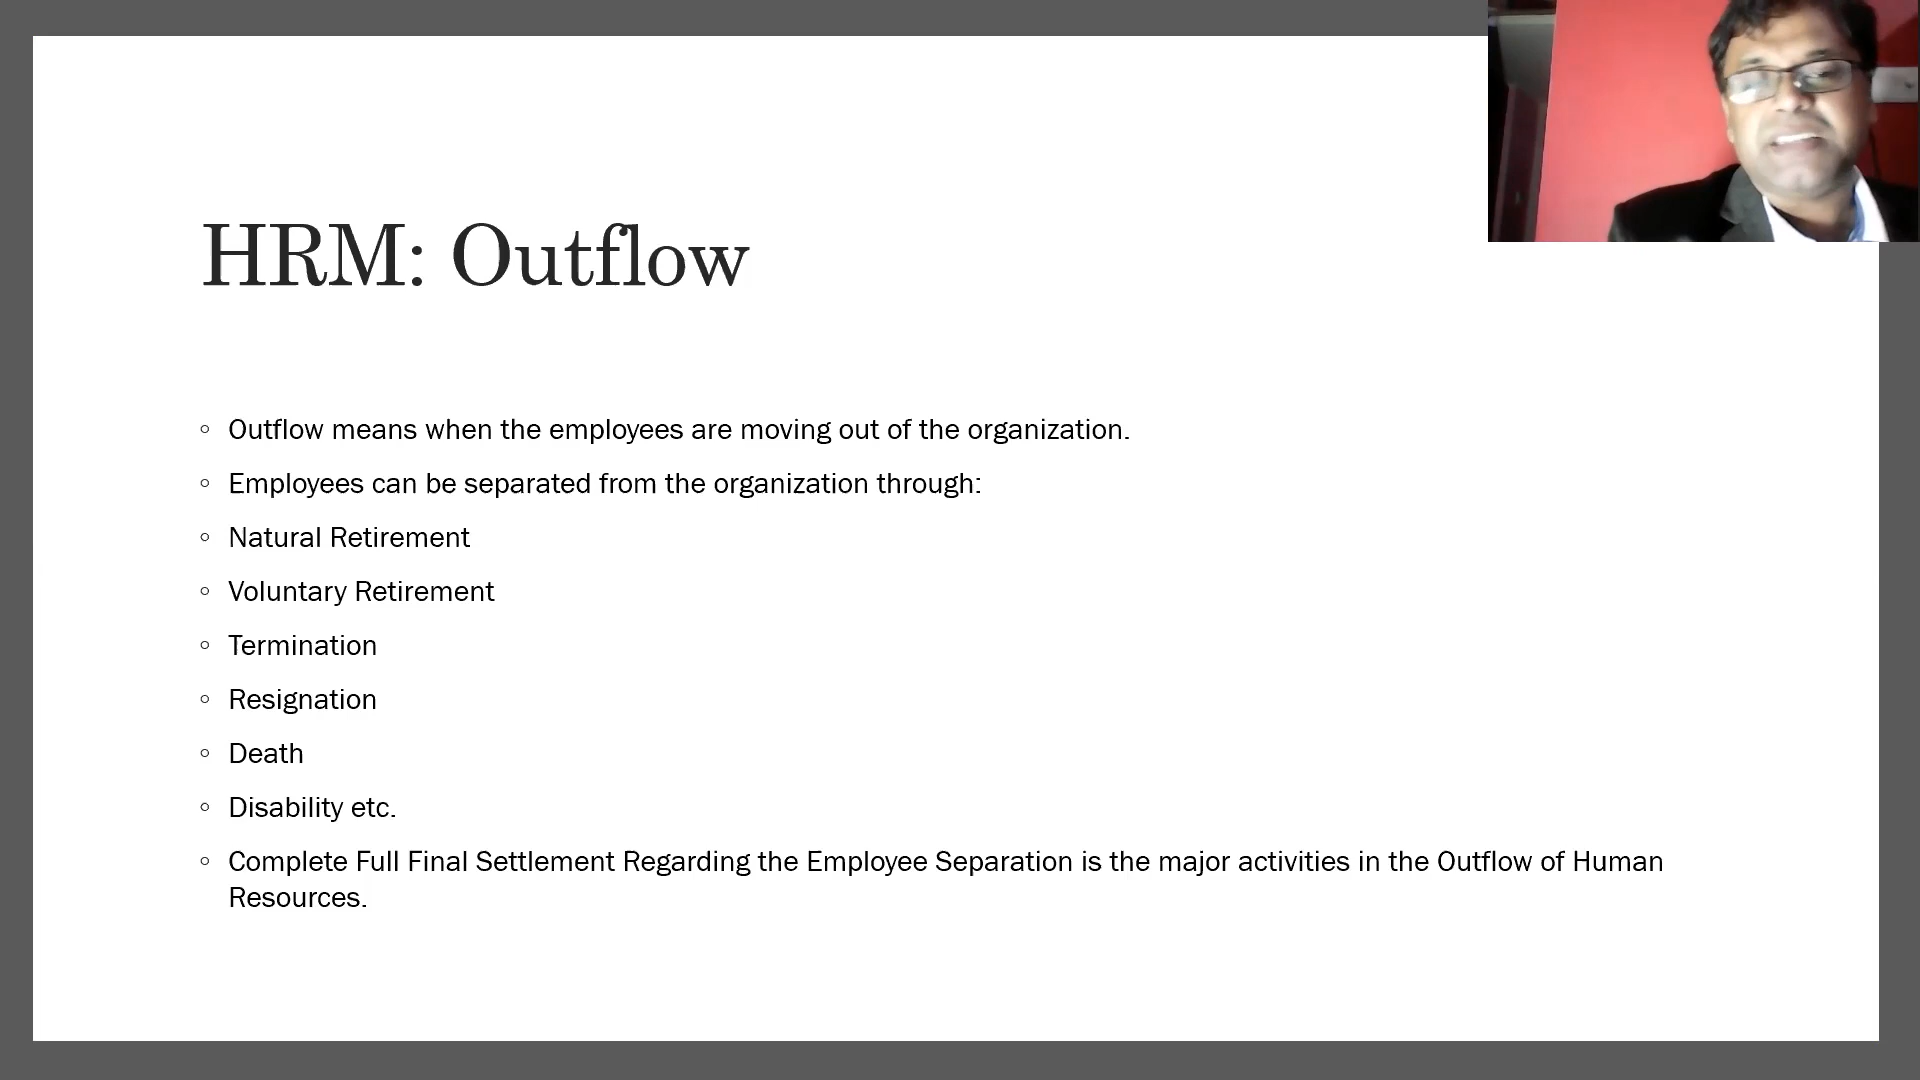 HRM: Outflow
Outflow means when the employees are moving out of the organization.
Employees can be separated from the organization through:
Natural Retirement
Voluntary Retirement
Termination
Resignation
Death
Disability etc.
Complete Full Final Settlement Regarding the Employee Separation is the major activities in the Outflow of Human
Resources.